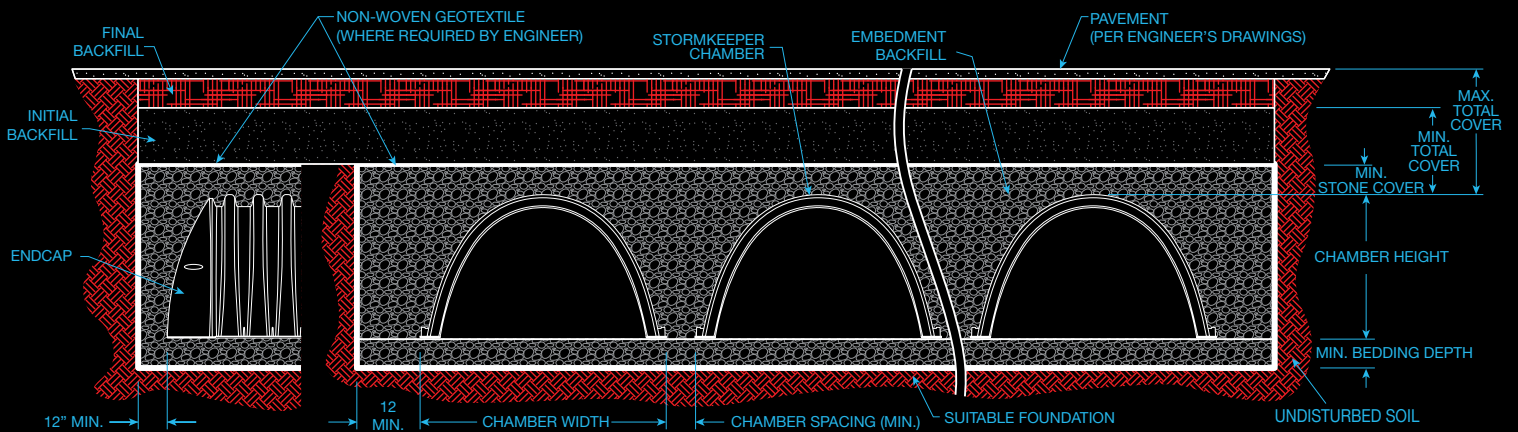 NON-WOVEN GEOTEXTILE
(WHERE REQUIRED BY ENGINEER)
FINAL
BACKFILL
STORMKEEPER
CHAMBER
EMBEDMENT
BACKFILL
PAVEMENT
(PER ENGINEER'S DRAWINGS)
INITIAL
BACKFILL
MAX.
TOTAL
COVER
MIN.
TOTAL
COVER
MIN.
STONE COVER
ENDCAP
CHAMBER HEIGHT
MIN. BEDDING DEPTH
12" MIN.
12
MIN.
CHAMBER WIDTH
CHAMBER SPACING (MIN.)
SUITABLE FOUNDATION
UNDISTURBED SOIL